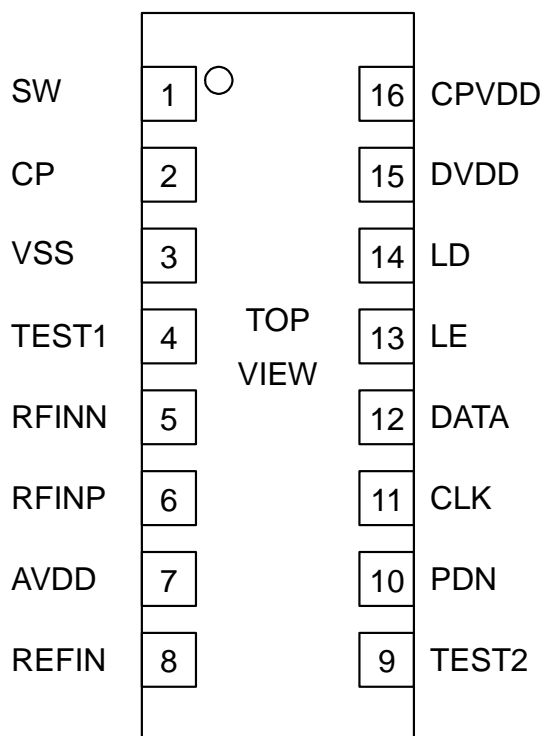 SW 1 16 CPVDD
CP 2 15 DVDD
VSS 3 14 LD
TEST1 4 TOP 13 LE
VIEW
RFINN 5 12 DATA
RFINP 6 11 CLK
AVDD 7 10 PDN
REFIN 8 9 TEST2